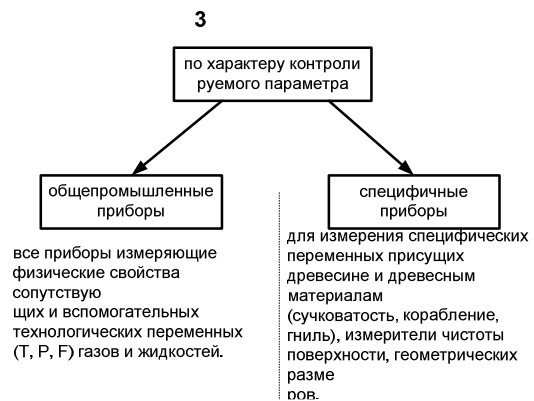 3
по характеру контроли
руемого параметра
общепромышленные
приборы
специфичные
приборы
все приборы измеряющие
физические свойства
сопутствую
щих и вспомогательных
технологических переменных
(T, P, F) газов и жидкостей.
для измерения специфических
переменных присущих
древесине и древесным
материалам
(сучковатость, корабление,
гниль), измерители чистоты
поверхности, геометрических
разме
ров.